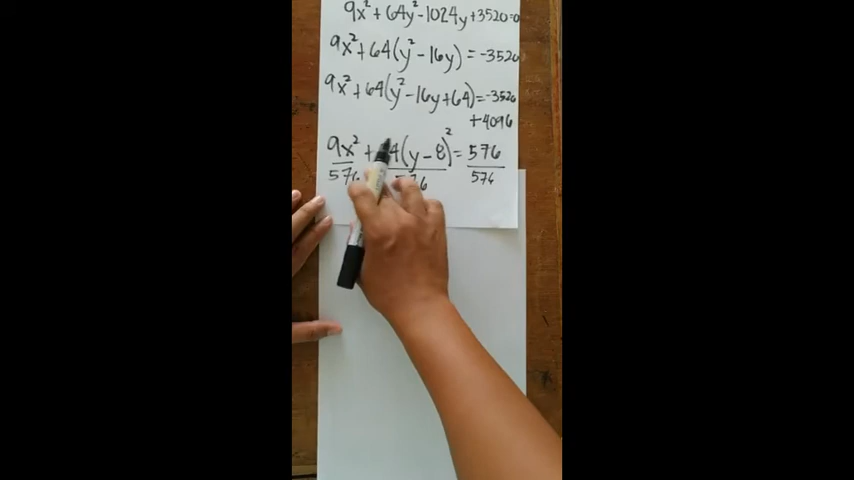 9x² + 64y² - 1024y + 3520 = 0
9x² + 64(y² - 16y) = -3520
9x² + 64(y² - 16y + 64) = -3520
+4096
9x² + 4(y - 8)² = 576
576 576